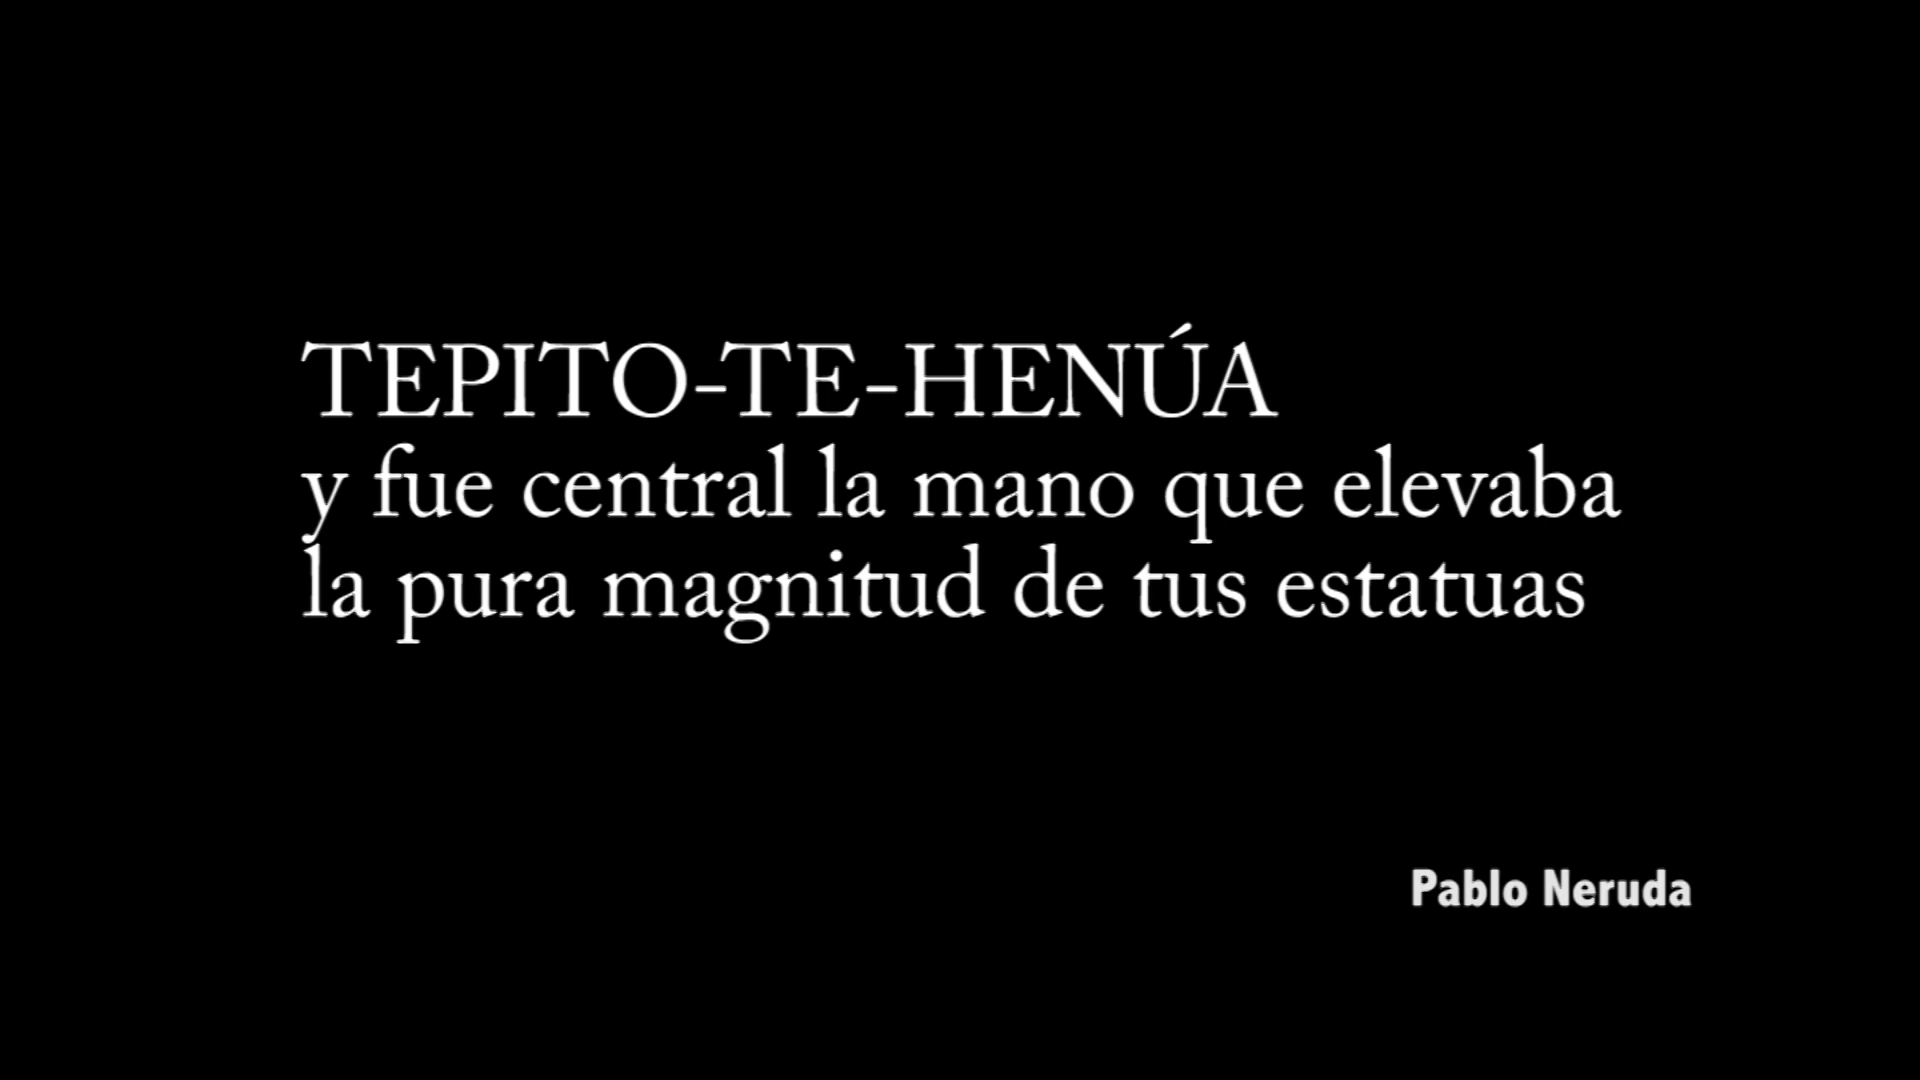 TEPITO-TE-HENÚA
y fue central la mano que elevaba
la pura magnitud de tus estatuas
Pablo Neruda